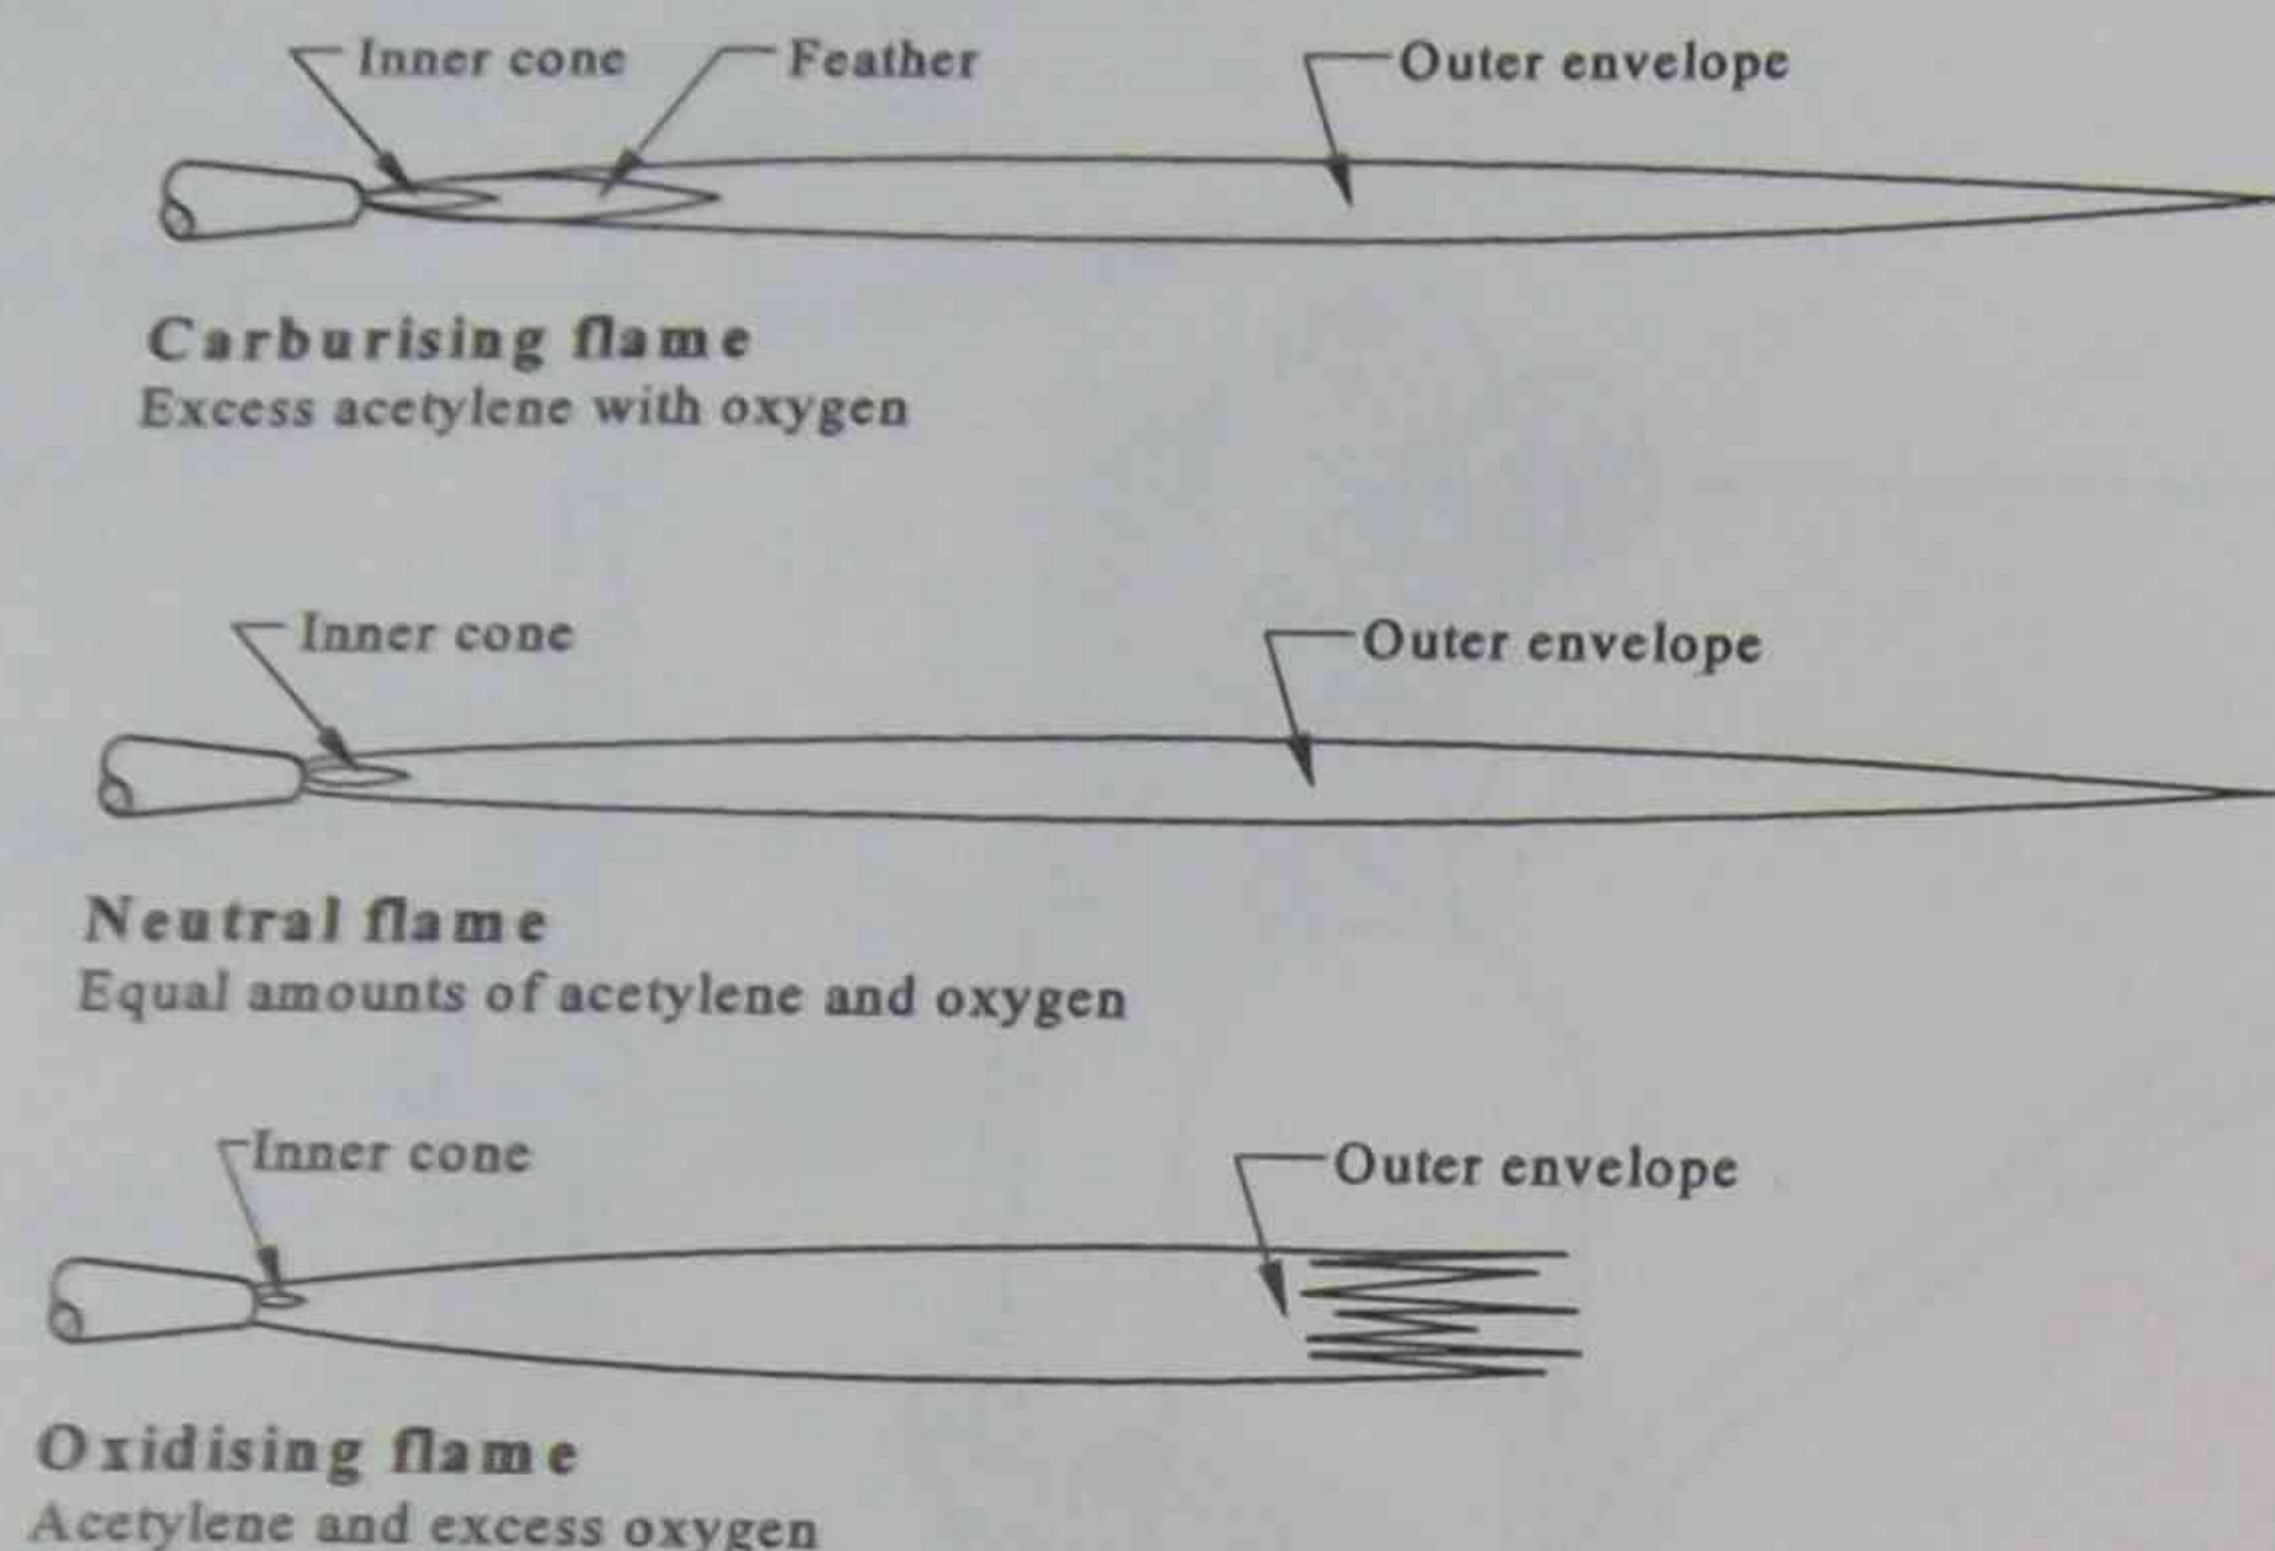 Inner cone Feather Outer envelope
Carburising flame
Excess acetylene with oxygen
Inner cone Outer envelope
Neutral flame
Equal amounts of acetylene and oxygen
Inner cone Outer envelope
Oxidising flame
Acetylene and excess oxygen